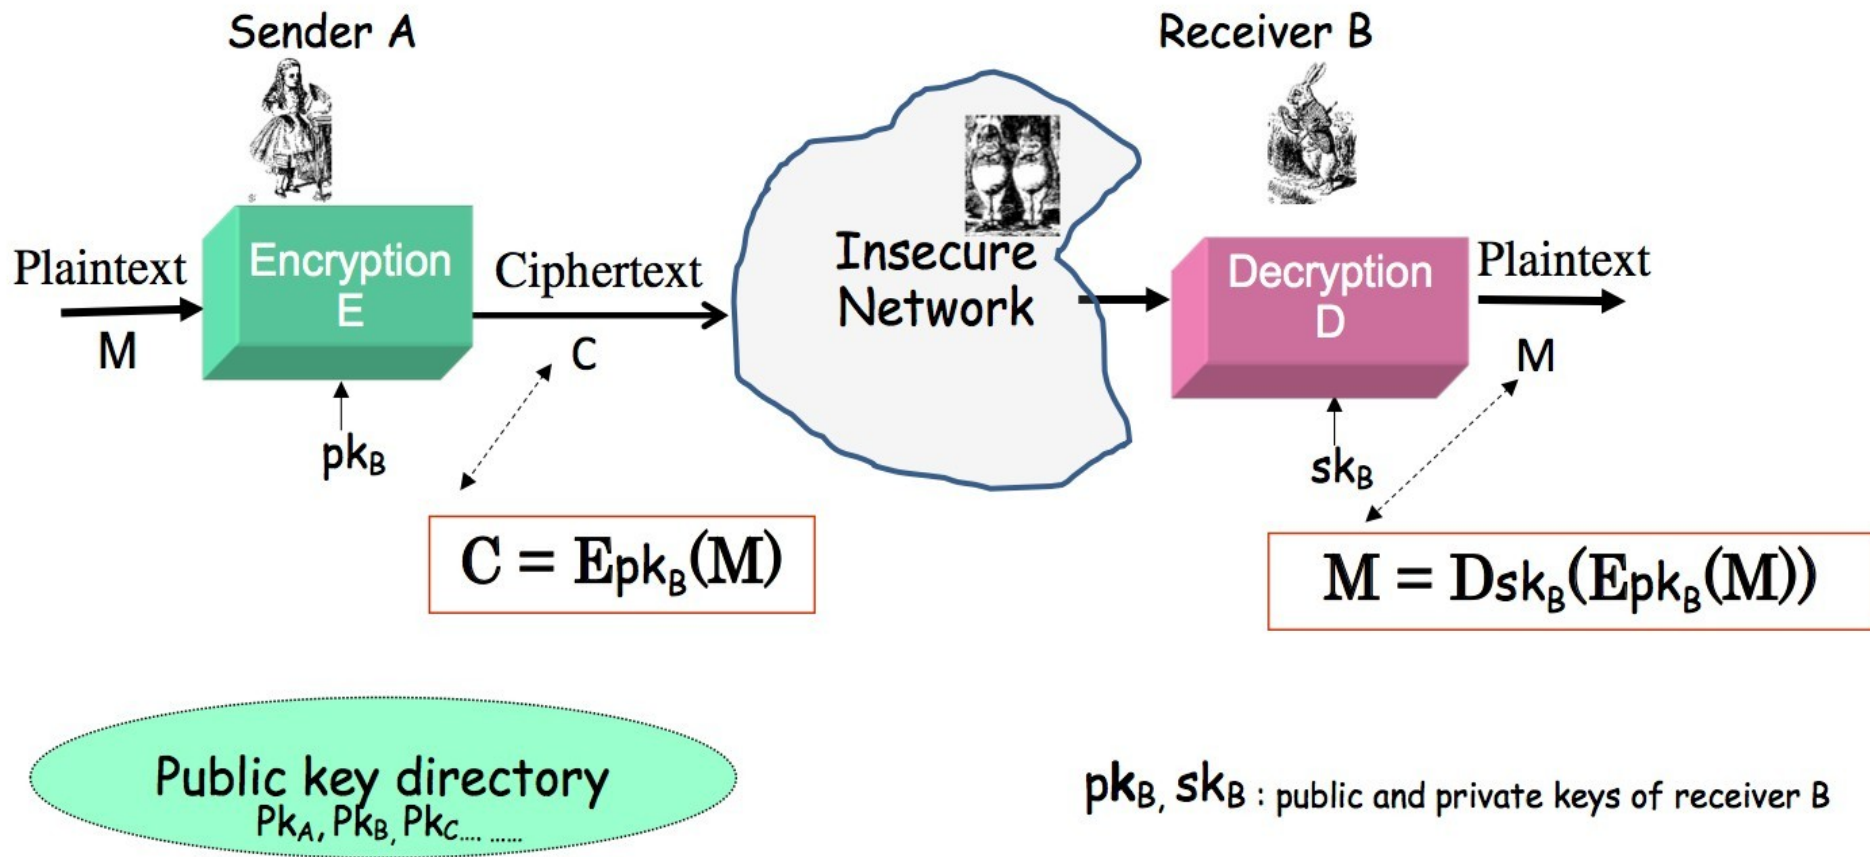 Sender A
Receiver B
Plaintext
M
Encryption
E
Ciphertext
C
pkB
Insecure
Network
Decryption
D
Plaintext
M
skB
C = EpkB(M)
M = DskB(EpkB(M))
Public key directory
PkA, PkB, PkC.... ......
pkB, skB : public and private keys of receiver B